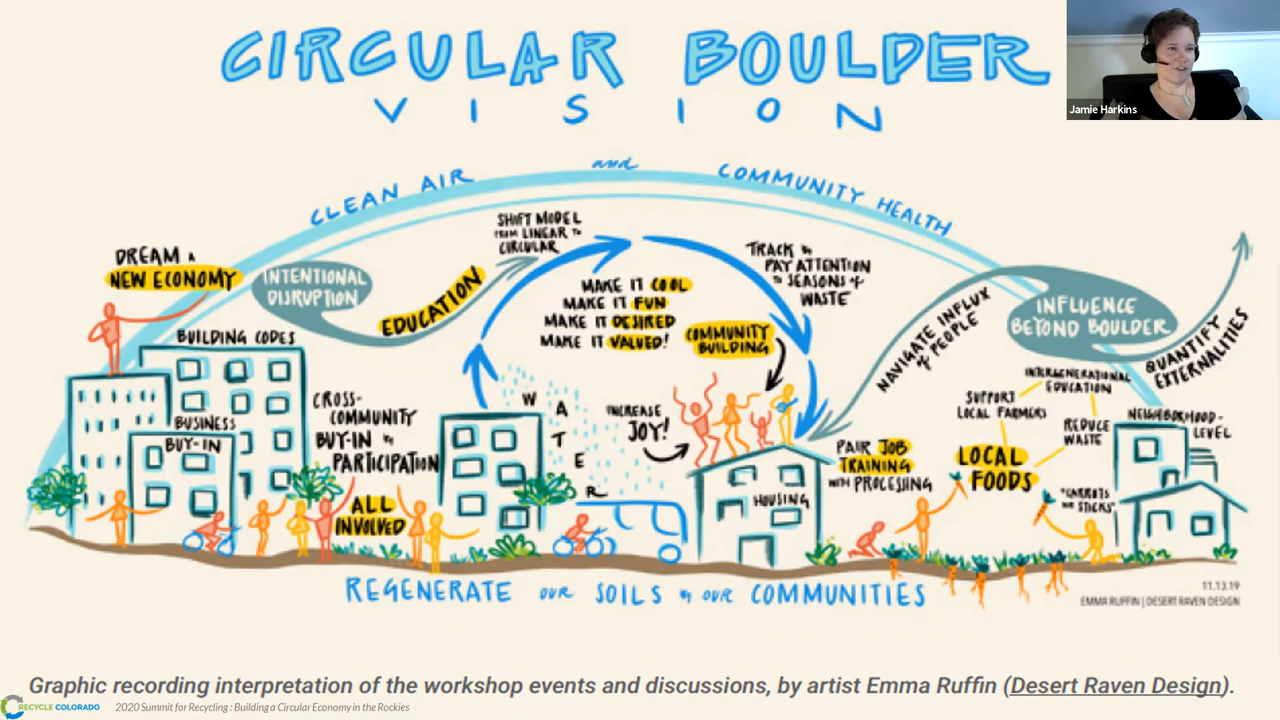 CIRCULAR BOULDER
VISION
Jamie Harkins
CLEAN AIR and COMMUNITY HEALTH
DREAM A
NEW ECONOMY
INTENTIONAL
DISRUPTION
EDUCATION
SHIFT MODEL
FROM LINEAR TO
CIRCULAR
MAKE IT COOL
MAKE IT FUN
MAKE IT DESIRED
MAKE IT VALUED!
TRACK &
PAY ATTENTION
TO SEASONS of
WASTE
COMMUNITY
BUILDING
NAVIGATE INFLUX
of PEOPLE
INFLUENCE
BEYOND BOULDER
QUANTIFY
EXTERNALITIES
BUILDING CODES
BUSINESS
BUY-IN
CROSS-
COMMUNITY
BUY-IN &
PARTICIPATION
ALL
INVOLVED
WATER
INCREASE
JOY!
HOUSING
PAIR JOB
TRAINING
WITH PROCESSING
INTERGENERATIONAL
EDUCATION
SUPPORT
LOCAL FARMERS
REDUCE
WASTE
LOCAL
FOODS
NEIGHBORHOOD-
LEVEL
"CARROTS
NOT STICKS"
REGENERATE OUR SOILS & OUR COMMUNITIES
11.13.19
EMMA RUFFIN | DESERT RAVEN DESIGN
Graphic recording interpretation of the workshop events and discussions, by artist Emma Ruffin (Desert Raven Design).
RECYCLE COLORADO
2020 Summit for Recycling : Building a Circular Economy in the Rockies